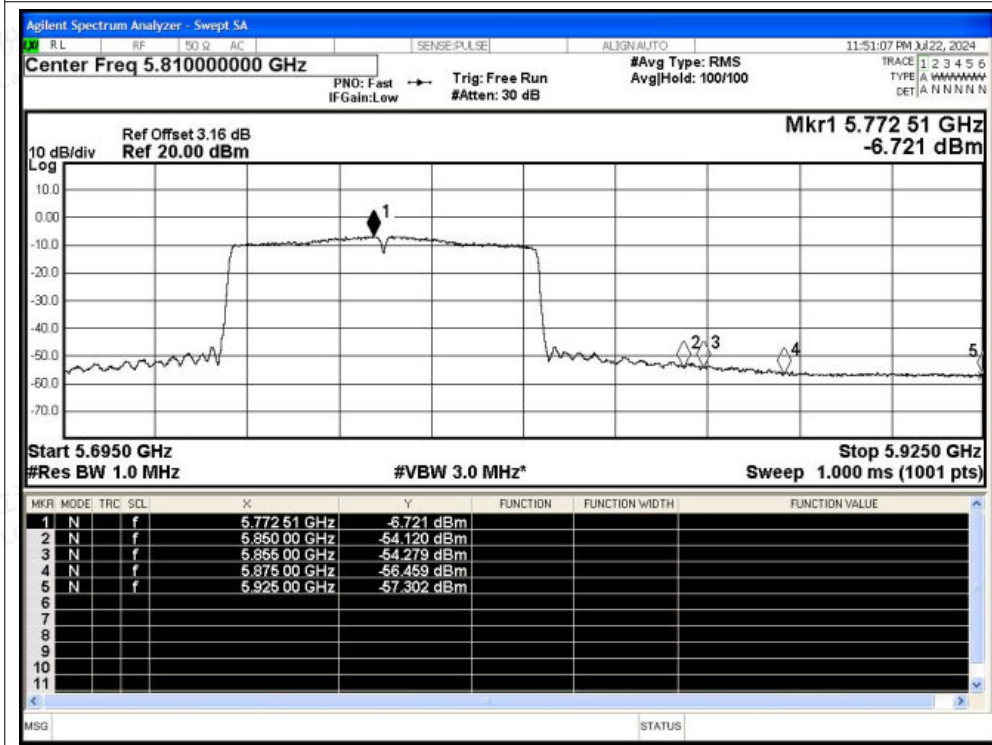 Agilent Spectrum Analyzer - Swept SA
LXI RL RF 50 Ω AC SENSE:PULSE ALIGN AUTO 11:51:07 PM Jul 22, 2024
Center Freq 5.810000000 GHz #Avg Type: RMS TRACE 1 2 3 4 5 6
PNO: Fast Trig: Free Run Avg|Hold: 100/100 TYPE A WWWWW
IFGain:Low #Atten: 30 dB DET A N N N N N
Mkr1 5.772 51 GHz
Ref Offset 3.16 dB
10 dB/div Ref 20.00 dBm -6.721 dBm
Log
10.0
0.00
1
-10.0
-20.0
-30.0
-40.0
2 3 4 5
-50.0
-60.0
-70.0
Start 5.6950 GHz Stop 5.9250 GHz
#Res BW 1.0 MHz #VBW 3.0 MHz* Sweep 1.000 ms (1001 pts)
MKR MODE TRC SCL X Y FUNCTION FUNCTION WIDTH FUNCTION VALUE
1 N f 5.772 51 GHz -6.721 dBm
2 N f 5.850 00 GHz -54.120 dBm
3 N f 5.855 00 GHz -54.279 dBm
4 N f 5.875 00 GHz -56.459 dBm
5 N f 5.925 00 GHz -57.302 dBm
6
7
8
9
10
11
MSG STATUS